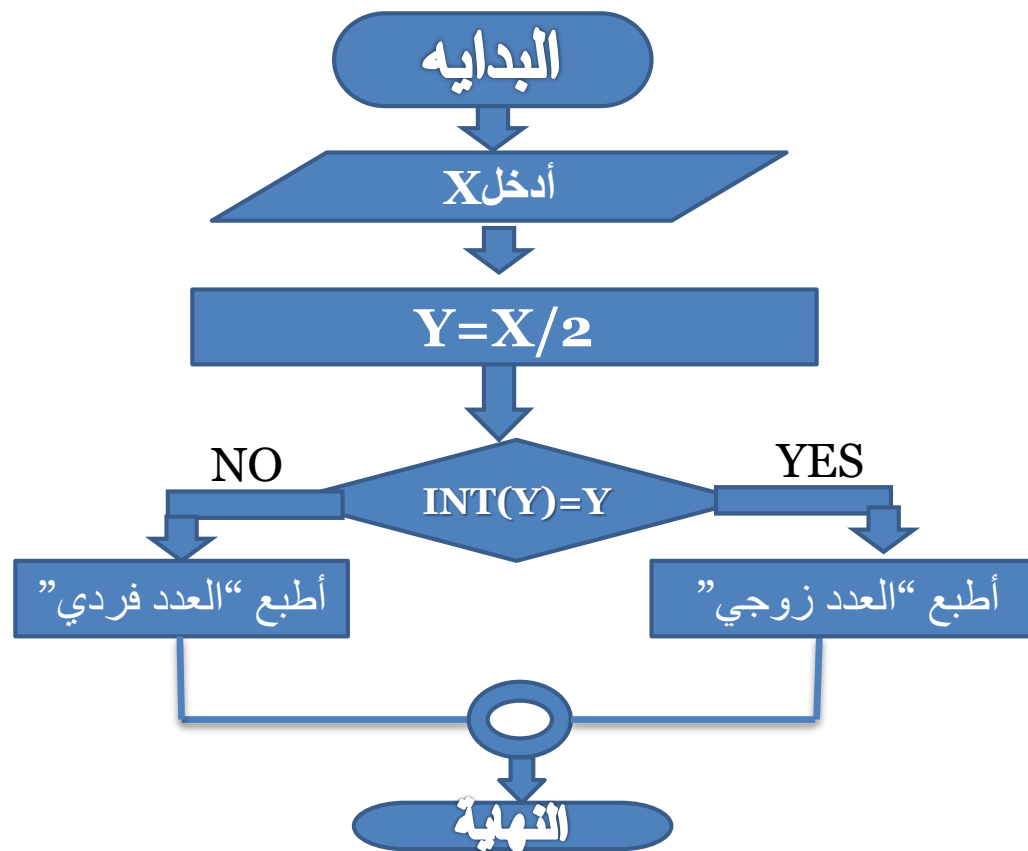 البدايه
أدخلX
Y=X/2
NO
YES
INT(Y)=Y
أطبع “العدد فردي”
أطبع “العدد زوجي”
النهاية